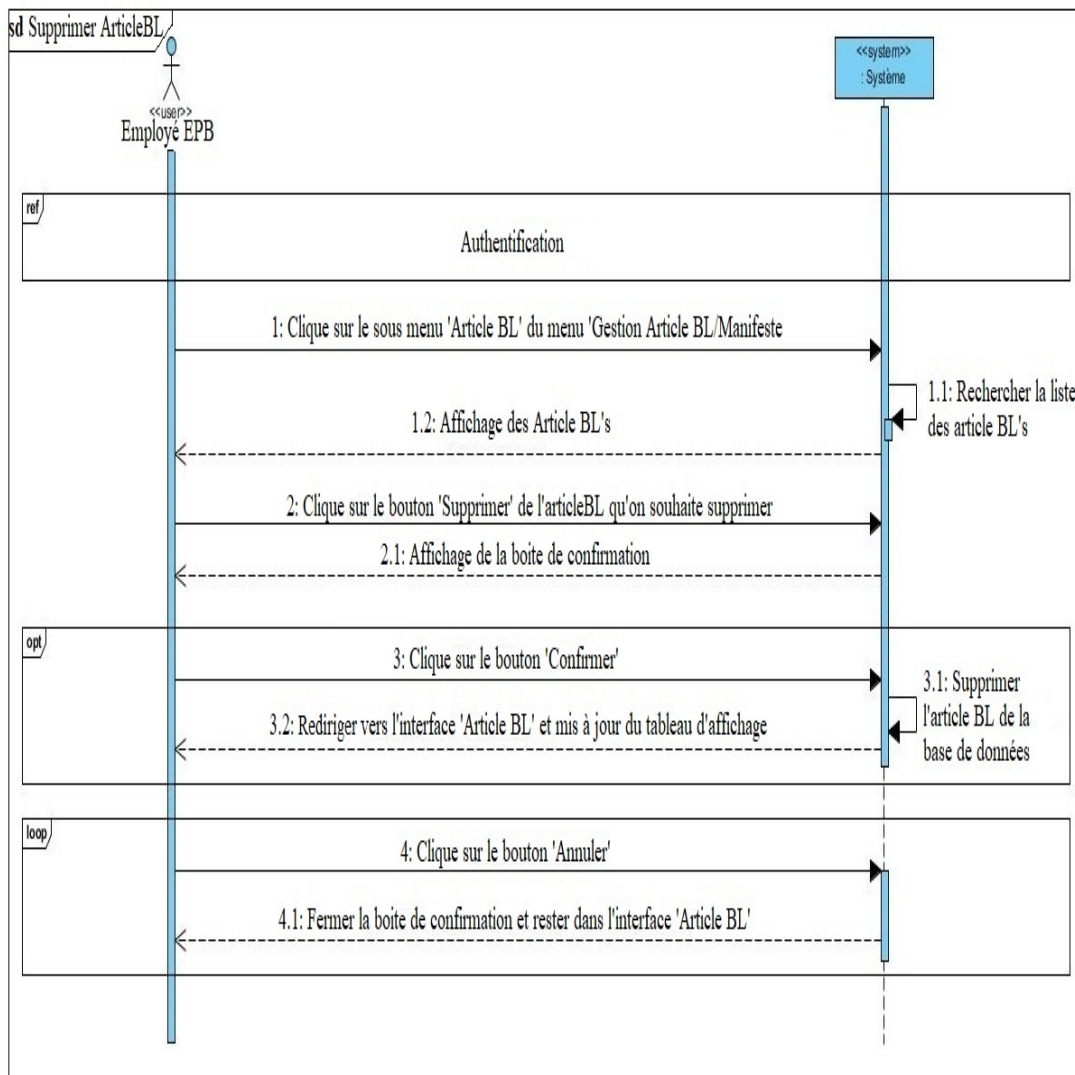 sd Supprimer ArticleBL
<<user>>
Employé EPB
<<system>>
: Système
ref
Authentification
1: Clique sur le sous menu 'Article BL' du menu 'Gestion Article BL/Manifeste
1.1: Rechercher la liste
des article BL's
1.2: Affichage des Article BL's
2: Clique sur le bouton 'Supprimer' de l'articleBL qu'on souhaite supprimer
2.1: Affichage de la boite de confirmation
opt
3: Clique sur le bouton 'Confirmer'
3.1: Supprimer
l'article BL de la
base de données
3.2: Rediriger vers l'interface 'Article BL' et mis à jour du tableau d'affichage
loop
4: Clique sur le bouton 'Annuler'
4.1: Fermer la boite de confirmation et rester dans l'interface 'Article BL'